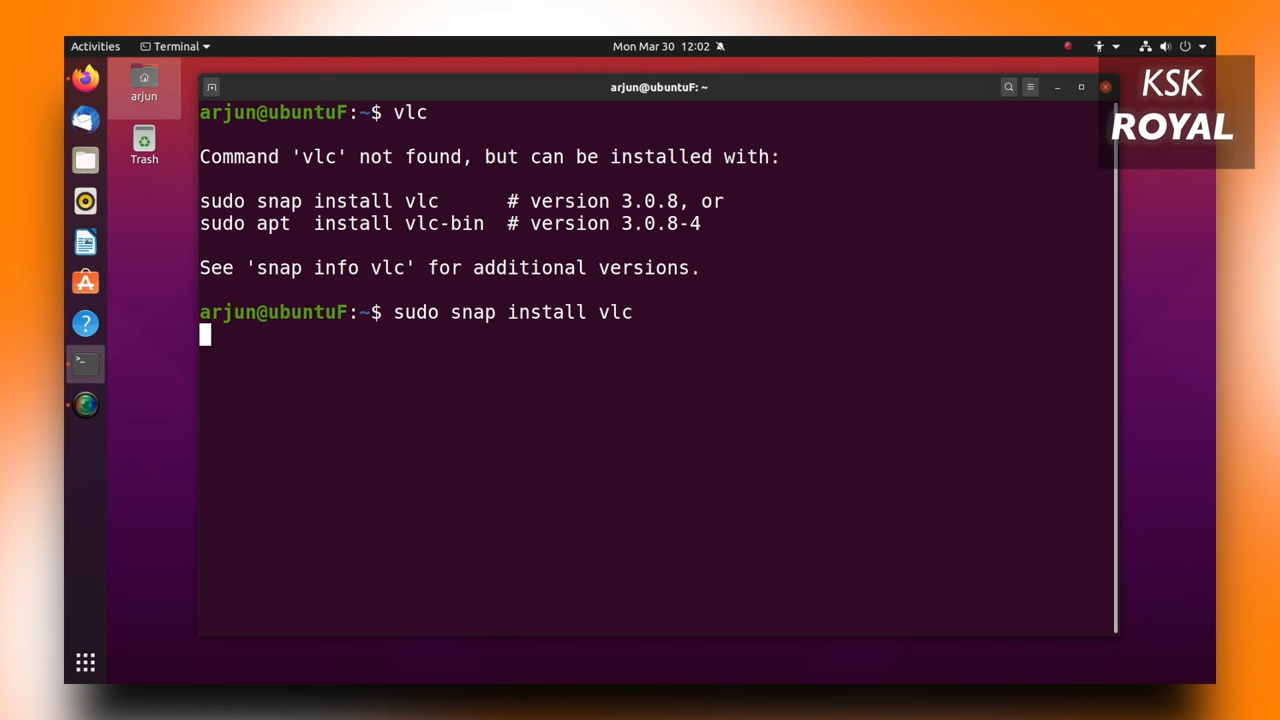 Activities
Terminal
Mon Mar 30 12:02
KSK
ROYAL
arjun
Trash
arjun@ubuntuF: ~
arjun@ubuntuF:~$ vlc
Command 'vlc' not found, but can be installed with:
sudo snap install vlc      # version 3.0.8, or
sudo apt  install vlc-bin  # version 3.0.8-4
See 'snap info vlc' for additional versions.
arjun@ubuntuF:~$ sudo snap install vlc